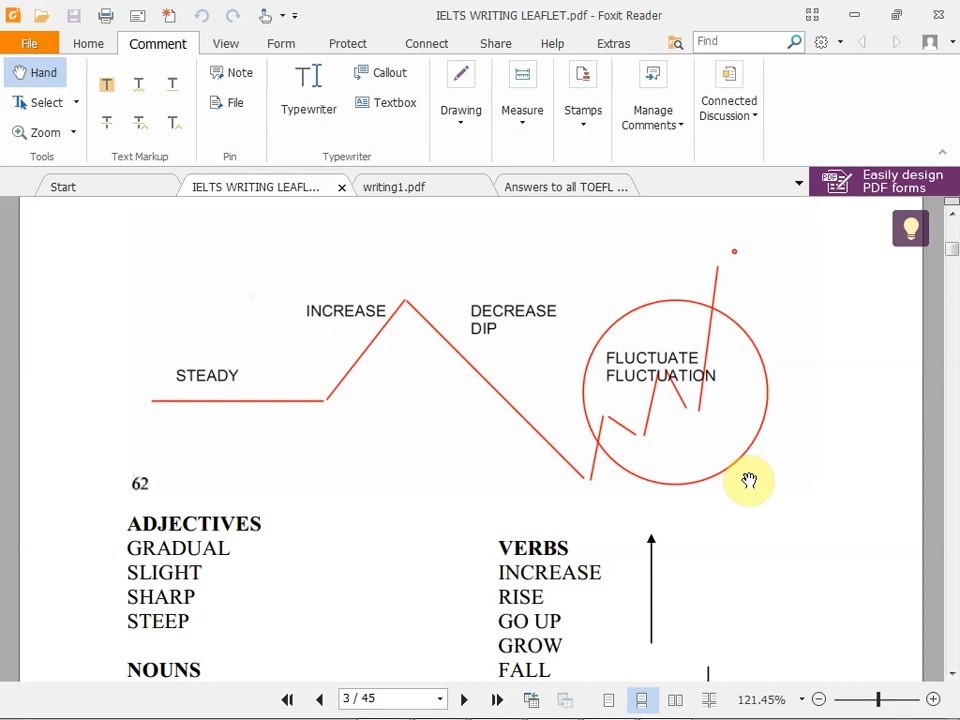 IELTS WRITING LEAFLET.pdf - Foxit Reader
File Home Comment View Form Protect Connect Share Help Extras Find
Hand
Select
Zoom
Tools
Text Markup
Note
File
Pin
Typewriter
Callout
Textbox
Typewriter
Drawing
Measure
Stamps
Manage
Comments
Connected
Discussion
Start IELTS WRITING LEAFL... writing1.pdf Answers to all TOEFL ...
Easily design
PDF forms
INCREASE
DECREASE
DIP
STEADY
FLUCTUATE
FLUCTUATION
62
ADJECTIVES
GRADUAL
SLIGHT
SHARP
STEEP
NOUNS
VERBS
INCREASE
RISE
GO UP
GROW
FALL
3 / 45
121.45%